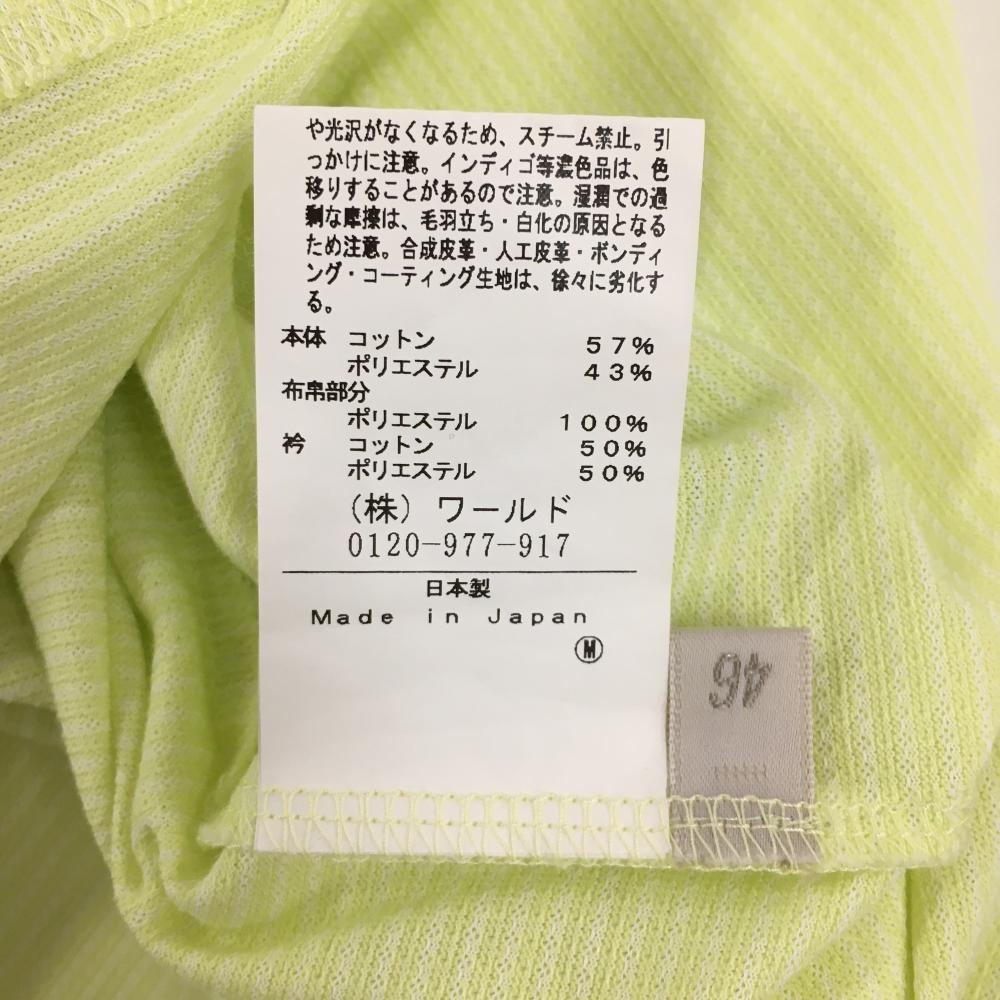 や光沢がなくなるため、スチーム禁止。引
っかけに注意。インディゴ等濃色品は、色
移りすることがあるので注意。湿潤での過
剰な摩擦は、毛羽立ち・白化の原因となる
ため注意。合成皮革・人工皮革・ボンディ
ング・コーティング生地は、徐々に劣化す
る。
本体 コットン 57%
ポリエステル 43%
布帛部分
ポリエステル 100%
衿 コットン 50%
ポリエステル 50%
(株) ワールド
0120-977-917
日本製
Made in Japan
M
46